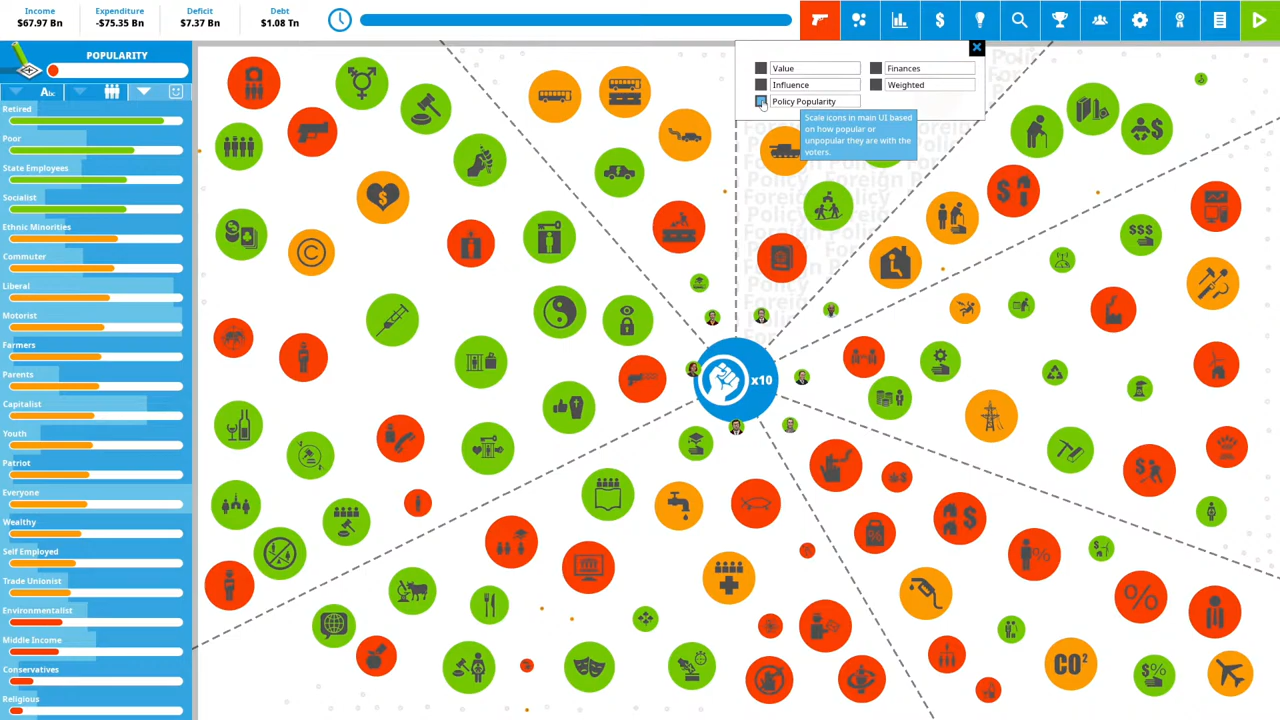 Income
Expenditure
Deficit
Debt
$67.97 Bn
-$75.35 Bn
$7.37 Bn
$1.08 Tn
POPULARITY
Abc
Retired
Poor
State Employees
Socialist
Ethnic Minorities
Commuter
Liberal
Motorist
Farmers
Parents
Capitalist
Youth
Patriot
Everyone
Wealthy
Self Employed
Trade Unionist
Environmentalist
Middle Income
Conservatives
Religious
Value
Finances
Influence
Weighted
Policy Popularity
Scale icons in main UI based
on how popular or
unpopular they are with the
voters.
x10
CO²